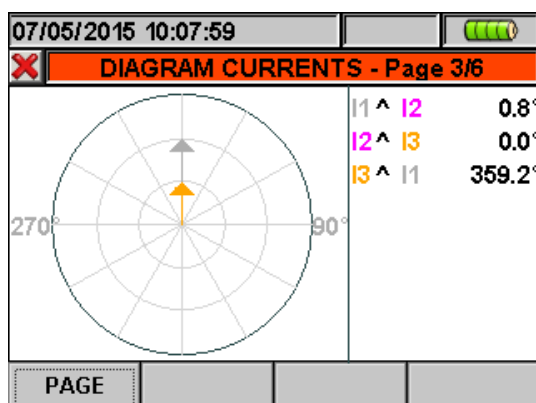 07/05/2015 10:07:59
DIAGRAM CURRENTS - Page 3/6
I1 ^ I2 0.8°
I2 ^ I3 0.0°
I3 ^ I1 359.2°
270° 90°
PAGE